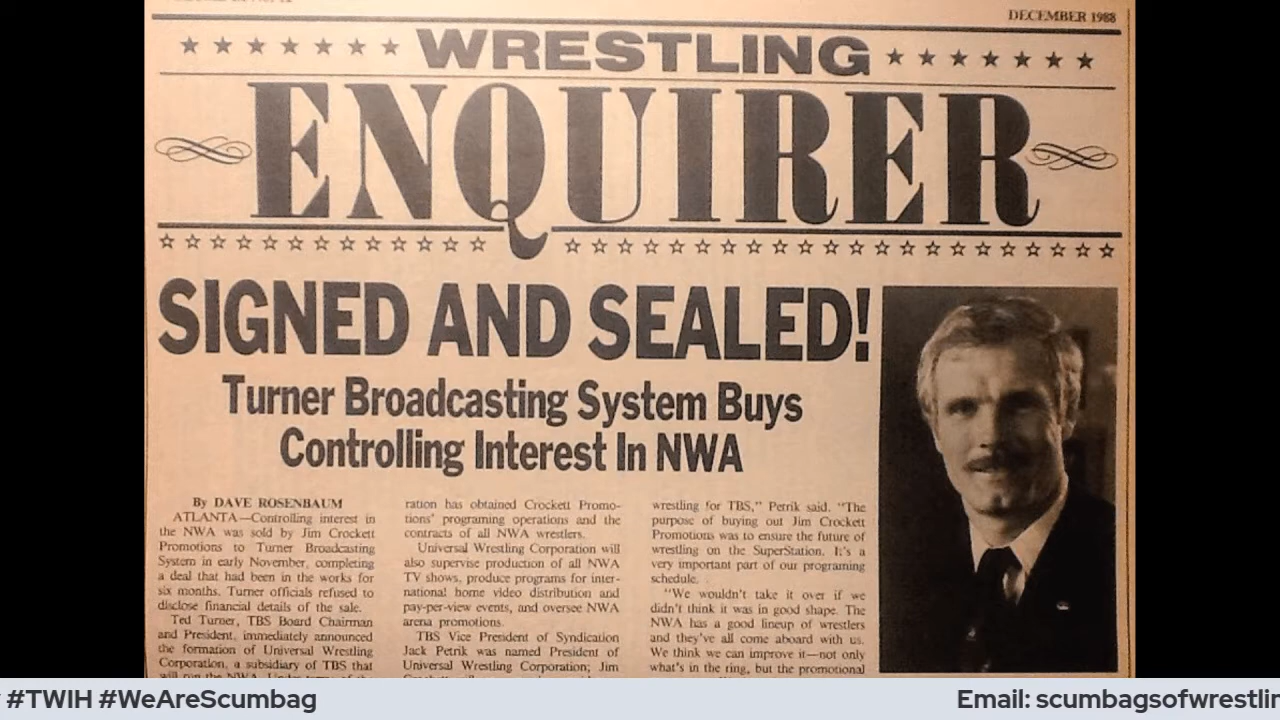 DECEMBER 1988
WRESTLING
ENQUIRER
SIGNED AND SEALED!
Turner Broadcasting System Buys
Controlling Interest In NWA
By DAVE ROSENBAUM
ATLANTA—Controlling interest in
the NWA was sold by Jim Crockett
Promotions to Turner Broadcasting
System in early November, completing
a deal that had been in the works for
six months. Turner officials refused to
disclose financial details of the sale.
Ted Turner, TBS Board Chairman
and President, immediately announced
the formation of Universal Wrestling
Corporation, a subsidiary of TBS that
will run the NWA. Under terms of the
ration has obtained Crockett Promo-
tions' programing operations and the
contracts of all NWA wrestlers.
Universal Wrestling Corporation will
also supervise production of all NWA
TV shows, produce programs for inter-
national home video distribution and
pay-per-view events, and oversee NWA
arena promotions.
TBS Vice President of Syndication
Jack Petrik was named President of
Universal Wrestling Corporation; Jim
wrestling for TBS," Petrik said. "The
purpose of buying out Jim Crockett
Promotions was to ensure the future of
wrestling on the SuperStation. It's a
very important part of our programing
schedule.
"We wouldn't take it over if we
didn't think it was in good shape. The
NWA has a good lineup of wrestlers
and they've all come aboard with us.
We think we can improve it—not only
what's in the ring, but the promotional
#TWIH #WeAreScumbag
Email: scumbagsofwrestlin